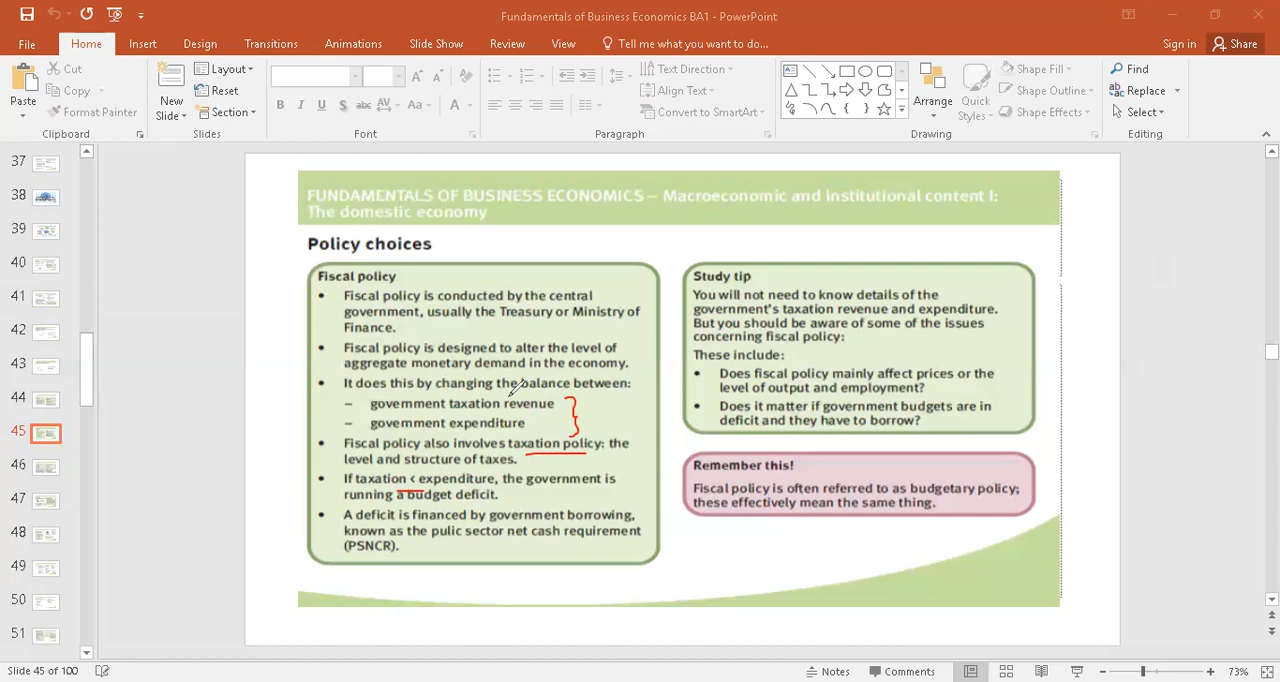 Fundamentals of Business Economics BA1 - PowerPoint
File Home Insert Design Transitions Animations Slide Show Review View Tell me what you want to do... Sign in Share
Paste
Cut
Copy
Format Painter
Clipboard
New
Slide
Layout
Reset
Section
Slides
B I U S abc AV Aa A
Font
Text Direction
Align Text
Convert to SmartArt
Paragraph
Arrange
Quick
Styles
Shape Fill
Shape Outline
Shape Effects
Drawing
Find
Replace
Select
Editing
37
38
39
40
41
42
43
44
45
46
47
48
49
50
51
FUNDAMENTALS OF BUSINESS ECONOMICS – Macroeconomic and institutional content I:
The domestic economy
Policy choices
Fiscal policy
• Fiscal policy is conducted by the central
government, usually the Treasury or Ministry of
Finance.
• Fiscal policy is designed to alter the level of
aggregate monetary demand in the economy.
• It does this by changing the balance between:
– government taxation revenue
– government expenditure
• Fiscal policy also involves taxation policy: the
level and structure of taxes.
• If taxation < expenditure, the government is
running a budget deficit.
• A deficit is financed by government borrowing,
known as the pulic sector net cash requirement
(PSNCR).
Study tip
You will not need to know details of the
government's taxation revenue and expenditure.
But you should be aware of some of the issues
concerning fiscal policy:
These include:
• Does fiscal policy mainly affect prices or the
level of output and employment?
• Does it matter if government budgets are in
deficit and they have to borrow?
Remember this!
Fiscal policy is often referred to as budgetary policy;
these effectively mean the same thing.
Slide 45 of 100 Notes Comments 73%